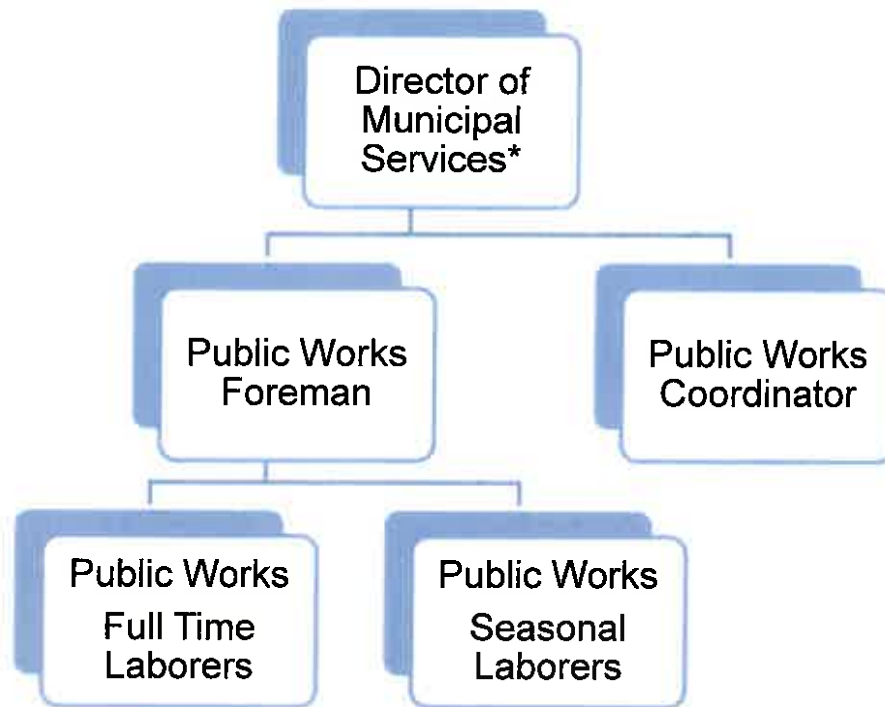 Director of
Municipal
Services*
Public Works
Foreman
Public Works
Coordinator
Public Works
Full Time
Laborers
Public Works
Seasonal
Laborers